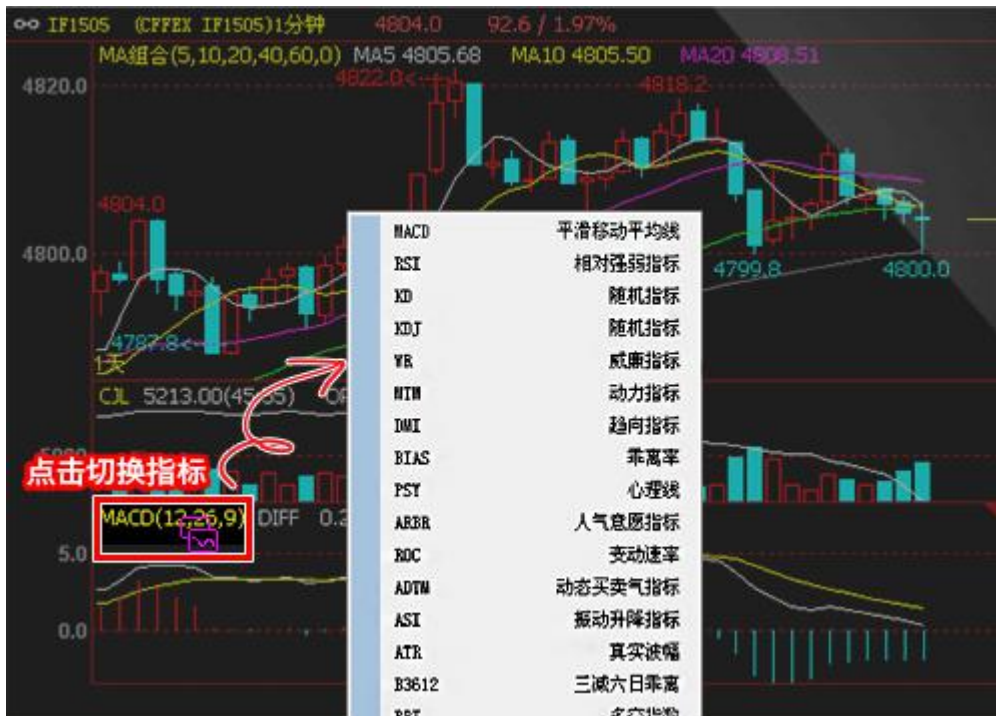 IF1505 (CFFEX IF1505)1分钟 4804.0 92.6 / 1.97%
MA组合(5,10,20,40,60,0) MA5 4805.68 MA10 4805.50 MA20 4808.51
4822.0<
4820.0
4818.2
4804.0
4800.0
4799.8
4800.0
4787.8<
1天
CJL 5213.00(45
点击切换指标
MACD(12,26,9) DIFF 0.2
5.0
0.0
MACD 平滑移动平均线
RSI 相对强弱指标
KD 随机指标
KDJ 随机指标
WR 威廉指标
MTM 动力指标
DMI 趋向指标
BIAS 乖离率
PSY 心理线
ARBR 人气意愿指标
ROC 变动速率
ADTM 动态买卖气指标
ASI 振动升降指标
ATR 真实波幅
B3612 三减六日乖离